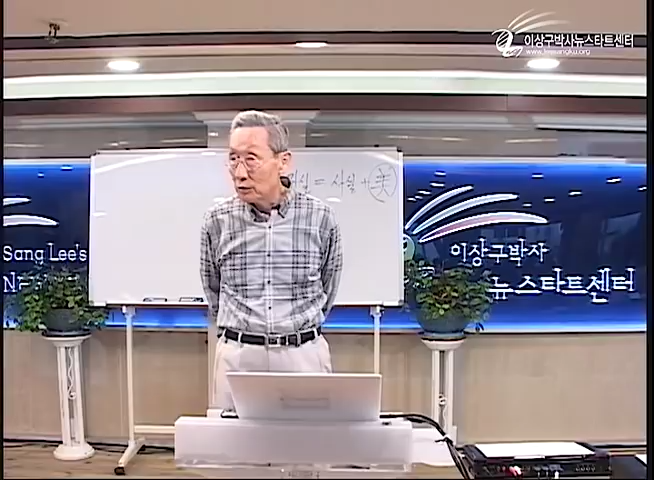 이상구박사뉴스타트센터
www.leesangku.org
= 사실 + 美
Sang Lee's
이상구박사
뉴스타트센터